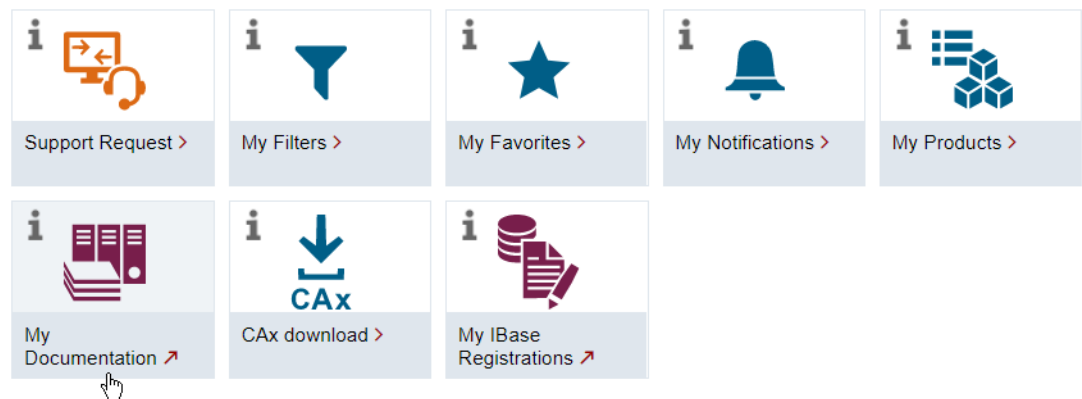 Support Request >
My Filters >
My Favorites >
My Notifications >
My Products >
My
Documentation ↗
CAx
CAx download >
My IBase
Registrations ↗